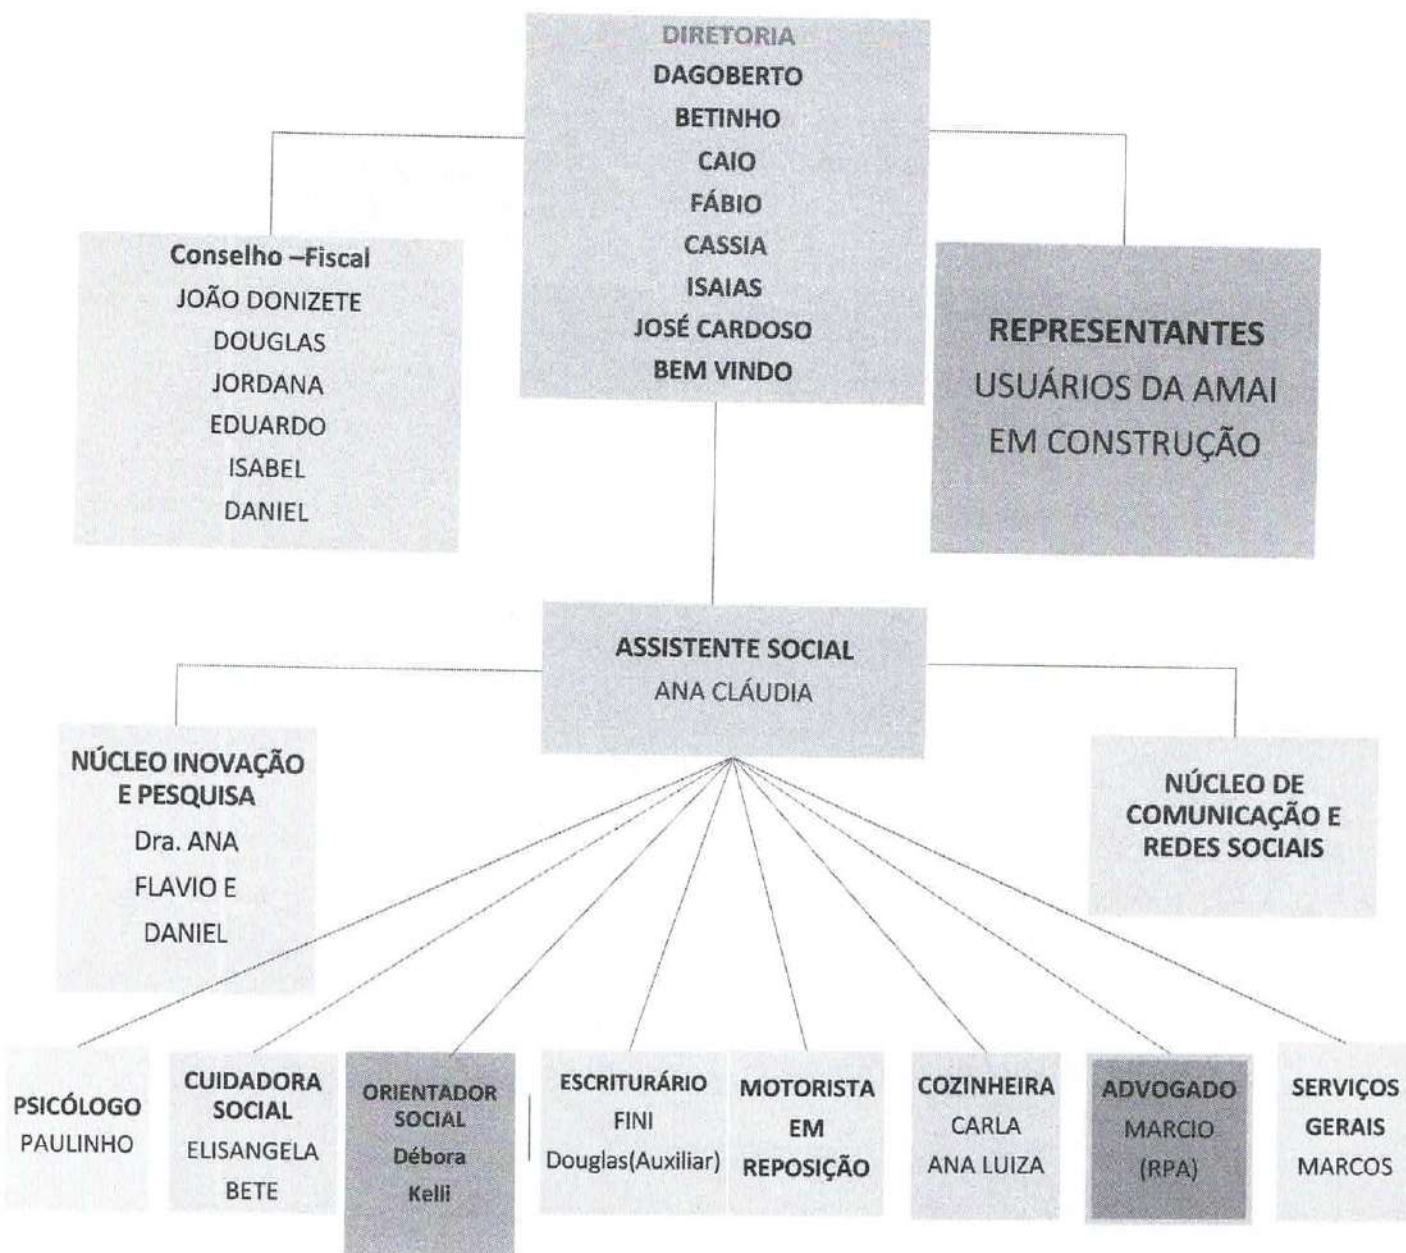 DIRETORIA
DAGOBERTO
BETINHO
CAIO
FÁBIO
CASSIA
ISAIAS
JOSÉ CARDOSO
BEM VINDO
Conselho –Fiscal
JOÃO DONIZETE
DOUGLAS
JORDANA
EDUARDO
ISABEL
DANIEL
REPRESENTANTES
USUÁRIOS DA AMAI
EM CONSTRUÇÃO
ASSISTENTE SOCIAL
ANA CLÁUDIA
NÚCLEO INOVAÇÃO
E PESQUISA
Dra. ANA
FLAVIO E
DANIEL
NÚCLEO DE
COMUNICAÇÃO E
REDES SOCIAIS
PSICÓLOGO
PAULINHO
CUIDADORA
SOCIAL
ELISANGELA
BETE
ORIENTADOR
SOCIAL
Débora
Kelli
ESCRITURÁRIO
FINI
Douglas(Auxiliar)
MOTORISTA
EM
REPOSIÇÃO
COZINHEIRA
CARLA
ANA LUIZA
ADVOGADO
MARCIO
(RPA)
SERVIÇOS
GERAIS
MARCOS